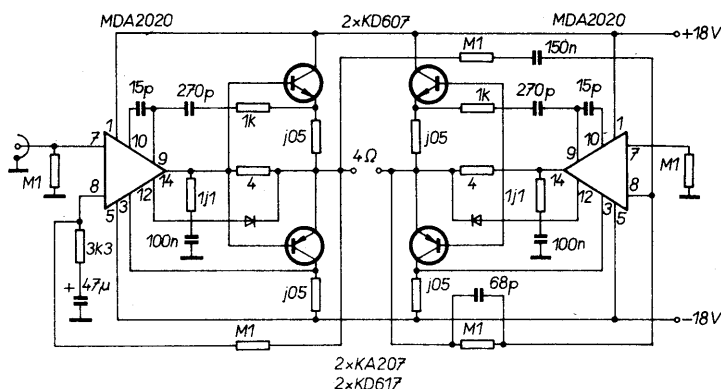 MDA2020 2×KD607 MDA2020
+18V
M1 150n
15p 270p 270p 15p
1k 1k
j05 j05
1 10 9 14 12 3 5 7 8
1 10 9 14 12 3 5 7 8
M1 M1
4 4Ω 4
1j1 1j1
100n 100n
3k3
+ 47μ
j05 j05
68p
M1 M1
−18V
2×KA207
2×KD617